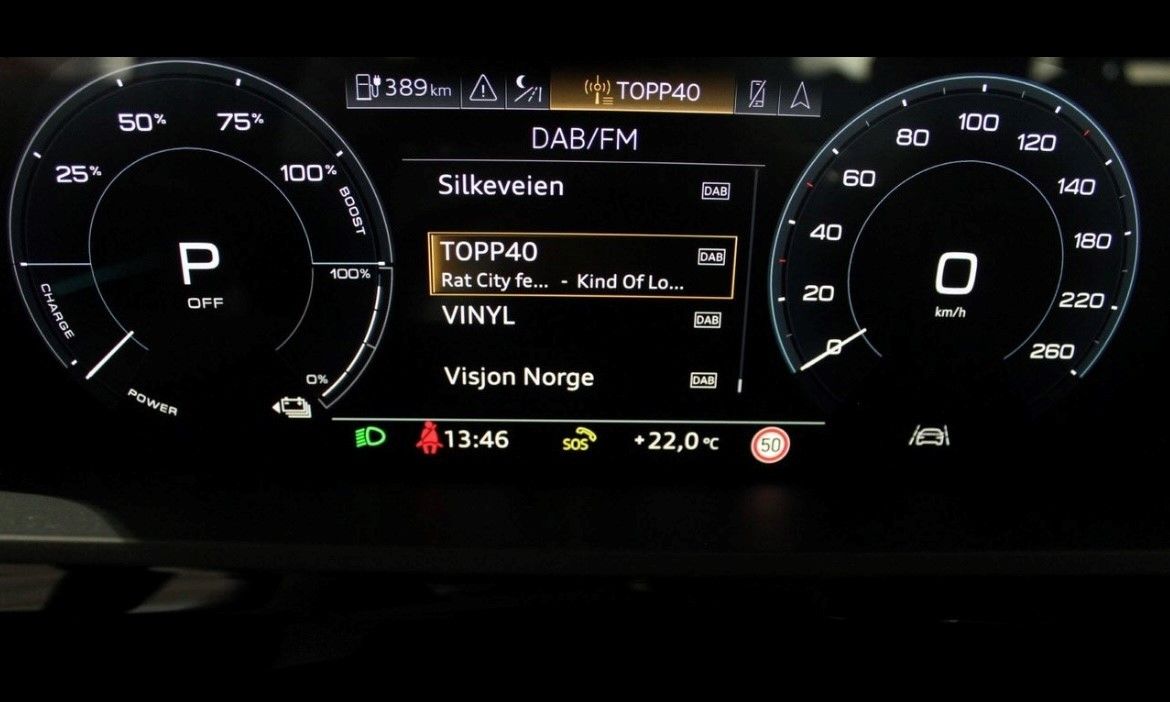 389 km
TOPP40
DAB/FM
Silkeveien DAB
TOPP40 DAB
Rat City fe... - Kind Of Lo...
VINYL DAB
Visjon Norge DAB
13:46
SOS
+22,0 °C
50
25%
50%
75%
100%
BOOST
100%
0%
CHARGE
POWER
P
OFF
0
20
40
60
80
100
120
140
180
220
260
0
km/h